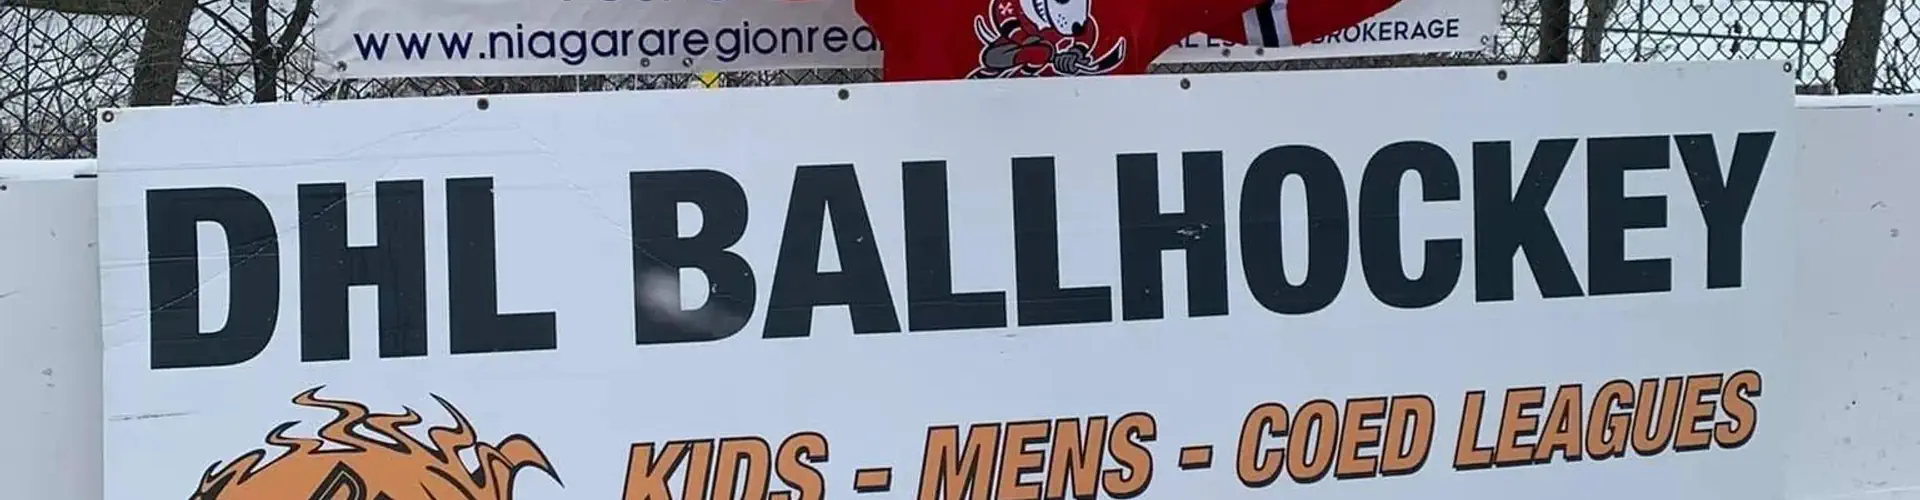 www.niagararegionrea
BROKERAGE
DHL BALLHOCKEY
KIDS - MENS - COED LEAGUES